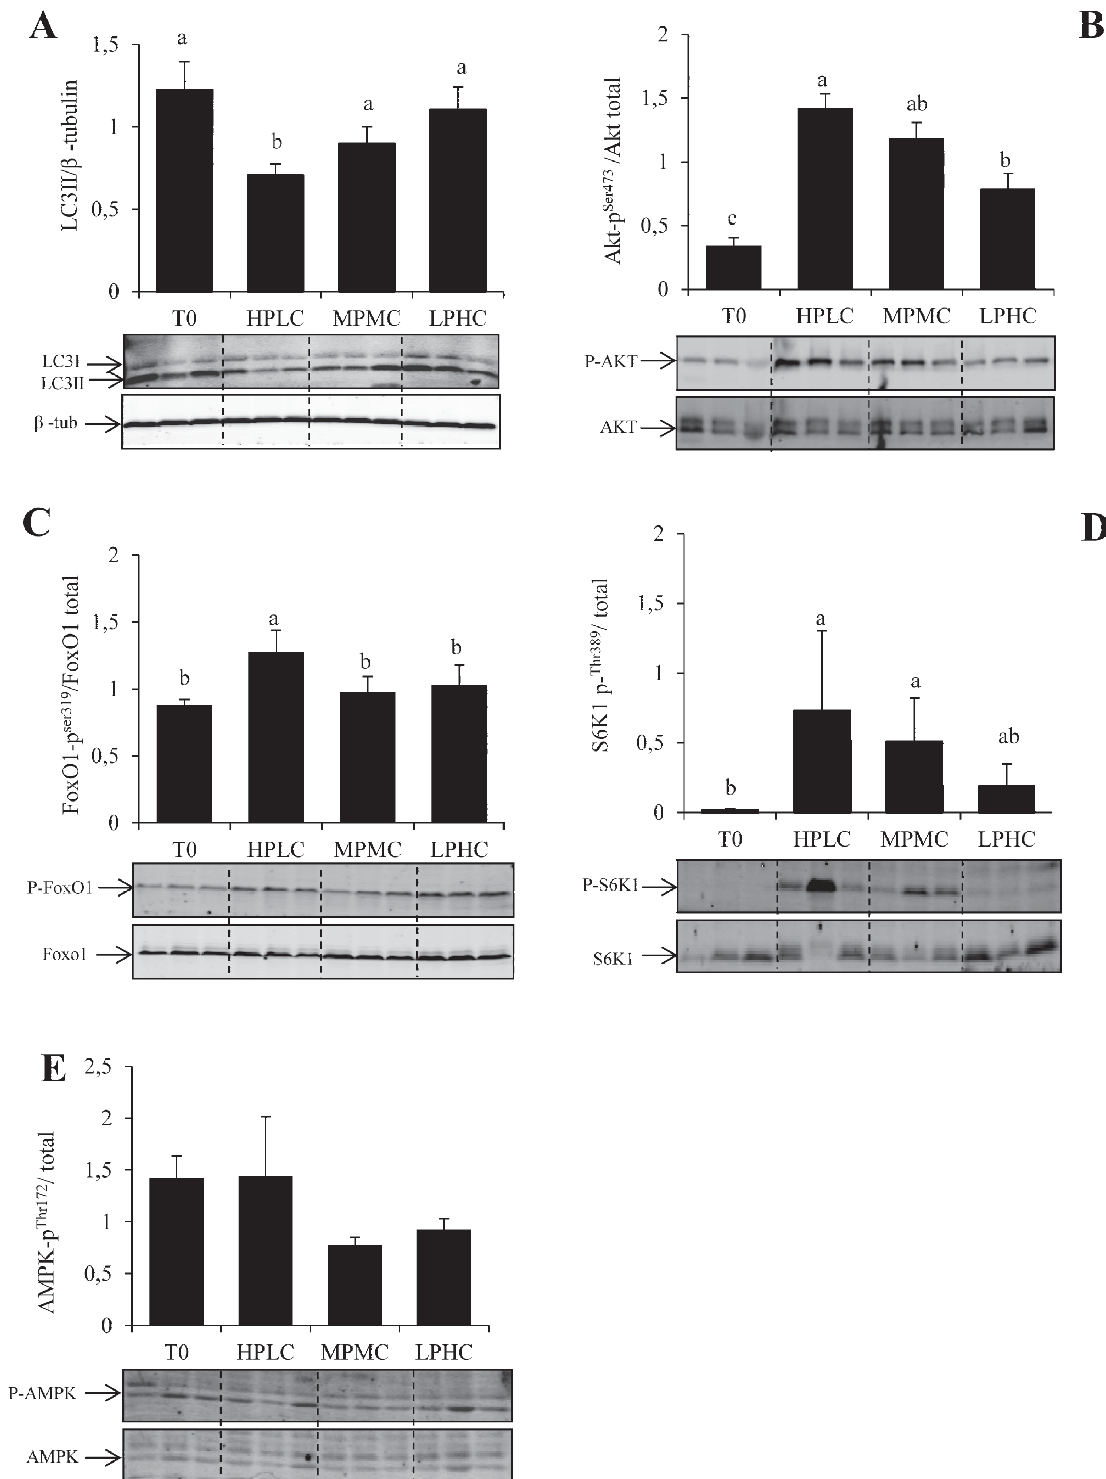 A
LC3II/β -tubulin
1,5
1
0,5
0
a
b
a
a
T0 HPLC MPMC LPHC
LC3I
LC3II
β -tub
B
Akt-pSer473 /Akt total
2
1,5
1
0,5
0
c
a
ab
b
T0 HPLC MPMC LPHC
P-AKT
AKT
C
FoxO1-pser319/FoxO1 total
2
1,5
1
0,5
0
b
a
b
b
T0 HPLC MPMC LPHC
P-FoxO1
Foxo1
D
S6K1 p-Thr389/ total
2
1,5
1
0,5
0
b
a
a
ab
T0 HPLC MPMC LPHC
P-S6K1
S6K1
E
AMPK-pThr172/ total
2,5
2
1,5
1
0,5
0
T0 HPLC MPMC LPHC
P-AMPK
AMPK